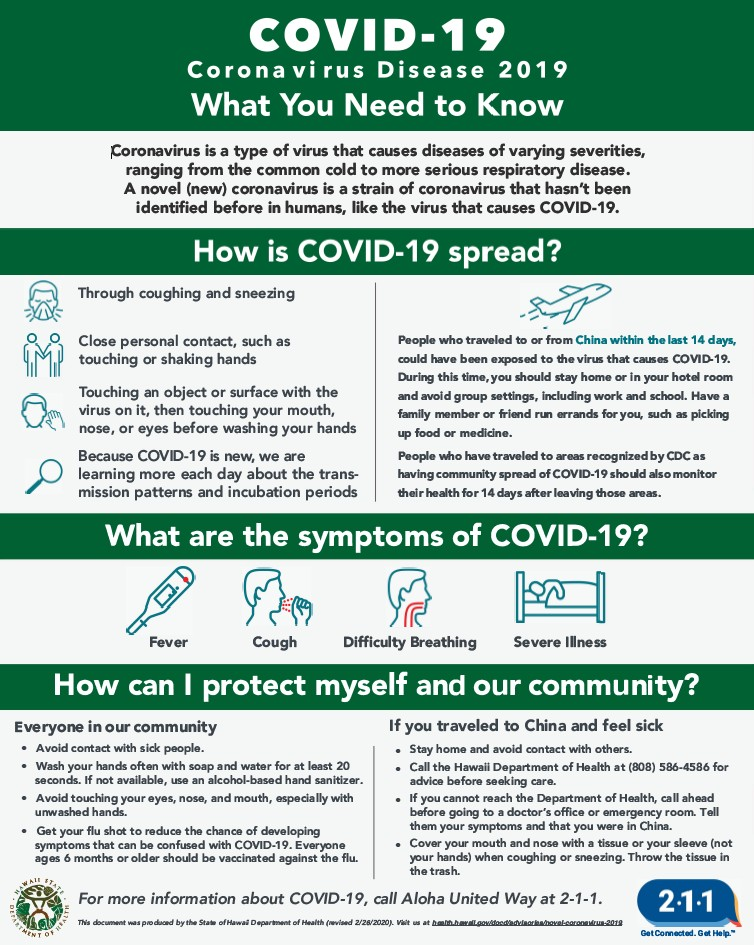 COVID-19
Coronavirus Disease 2019
What You Need to Know
Coronavirus is a type of virus that causes diseases of varying severities,
ranging from the common cold to more serious respiratory disease.
A novel (new) coronavirus is a strain of coronavirus that hasn't been
identified before in humans, like the virus that causes COVID-19.
How is COVID-19 spread?
Through coughing and sneezing
Close personal contact, such as
touching or shaking hands
Touching an object or surface with the
virus on it, then touching your mouth,
nose, or eyes before washing your hands
Because COVID-19 is new, we are
learning more each day about the trans-
mission patterns and incubation periods
People who traveled to or from China within the last 14 days,
could have been exposed to the virus that causes COVID-19.
During this time, you should stay home or in your hotel room
and avoid group settings, including work and school. Have a
family member or friend run errands for you, such as picking
up food or medicine.
People who have traveled to areas recognized by CDC as
having community spread of COVID-19 should also monitor
their health for 14 days after leaving those areas.
What are the symptoms of COVID-19?
Fever
Cough
Difficulty Breathing
Severe Illness
How can I protect myself and our community?
Everyone in our community
• Avoid contact with sick people.
• Wash your hands often with soap and water for at least 20
seconds. If not available, use an alcohol-based hand sanitizer.
• Avoid touching your eyes, nose, and mouth, especially with
unwashed hands.
• Get your flu shot to reduce the chance of developing
symptoms that can be confused with COVID-19. Everyone
ages 6 months or older should be vaccinated against the flu.
If you traveled to China and feel sick
• Stay home and avoid contact with others.
• Call the Hawaii Department of Health at (808) 586-4586 for
advice before seeking care.
• If you cannot reach the Department of Health, call ahead
before going to a doctor's office or emergency room. Tell
them your symptoms and that you were in China.
• Cover your mouth and nose with a tissue or your sleeve (not
your hands) when coughing or sneezing. Throw the tissue in
the trash.
HAWAII STATE
DEPARTMENT OF HEALTH
For more information about COVID-19, call Aloha United Way at 2-1-1.
This document was produced by the State of Hawaii Department of Health (revised 2/26/2020). Visit us at health.hawaii.gov/docd/advisories/novel-coronavirus-2019
2·1·1
Get Connected. Get Help.™